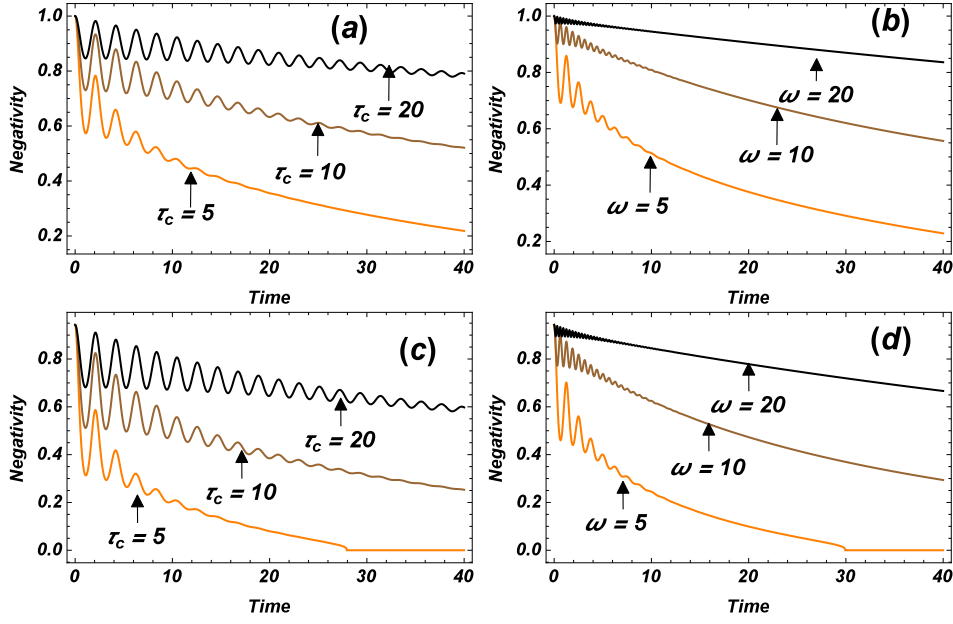 (a)
Negativity
1.0
0.8
0.6
0.4
0.2
τc = 20
τc = 10
τc = 5
0 10 20 30 40
Time
(b)
Negativity
1.0
0.8
0.6
0.4
0.2
ω = 20
ω = 10
ω = 5
0 10 20 30 40
Time
(c)
Negativity
0.8
0.6
0.4
0.2
0.0
τc = 20
τc = 10
τc = 5
0 10 20 30 40
Time
(d)
Negativity
0.8
0.6
0.4
0.2
0.0
ω = 20
ω = 10
ω = 5
0 10 20 30 40
Time